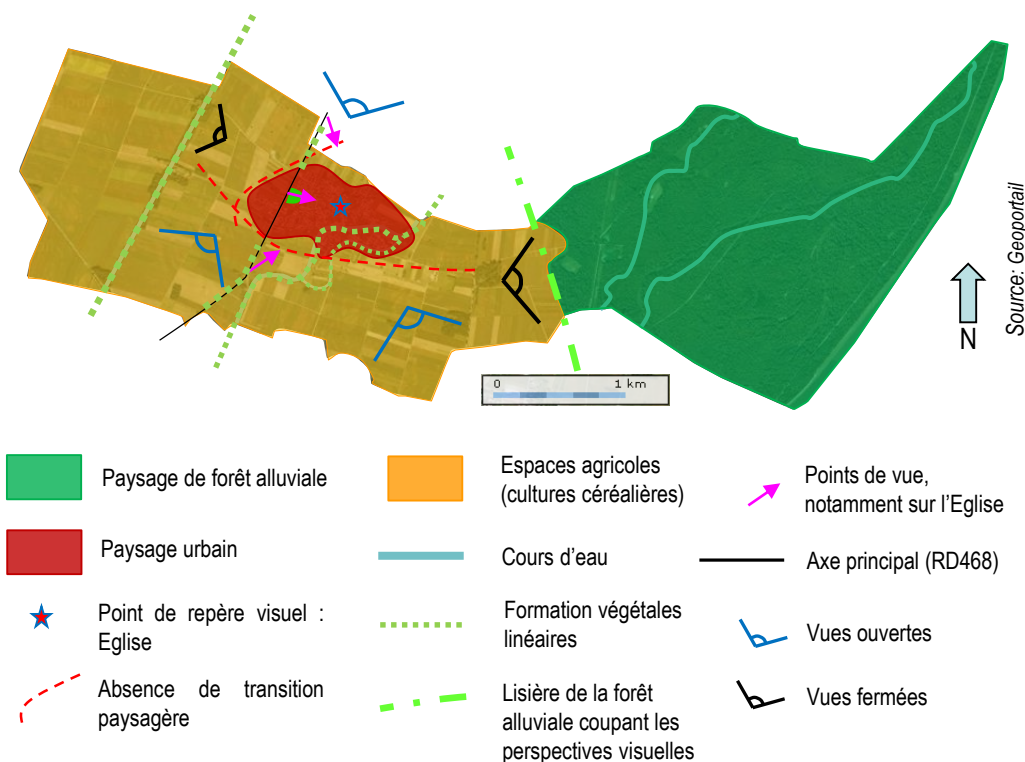 Source: Geoportail
N
0 1 km
Paysage de forêt alluviale
Espaces agricoles
(cultures céréalières)
Points de vue,
notamment sur l'Eglise
Paysage urbain
Cours d'eau
Axe principal (RD468)
Point de repère visuel :
Eglise
Formation végétales
linéaires
Vues ouvertes
Absence de transition
paysagère
Lisière de la forêt
alluviale coupant les
perspectives visuelles
Vues fermées